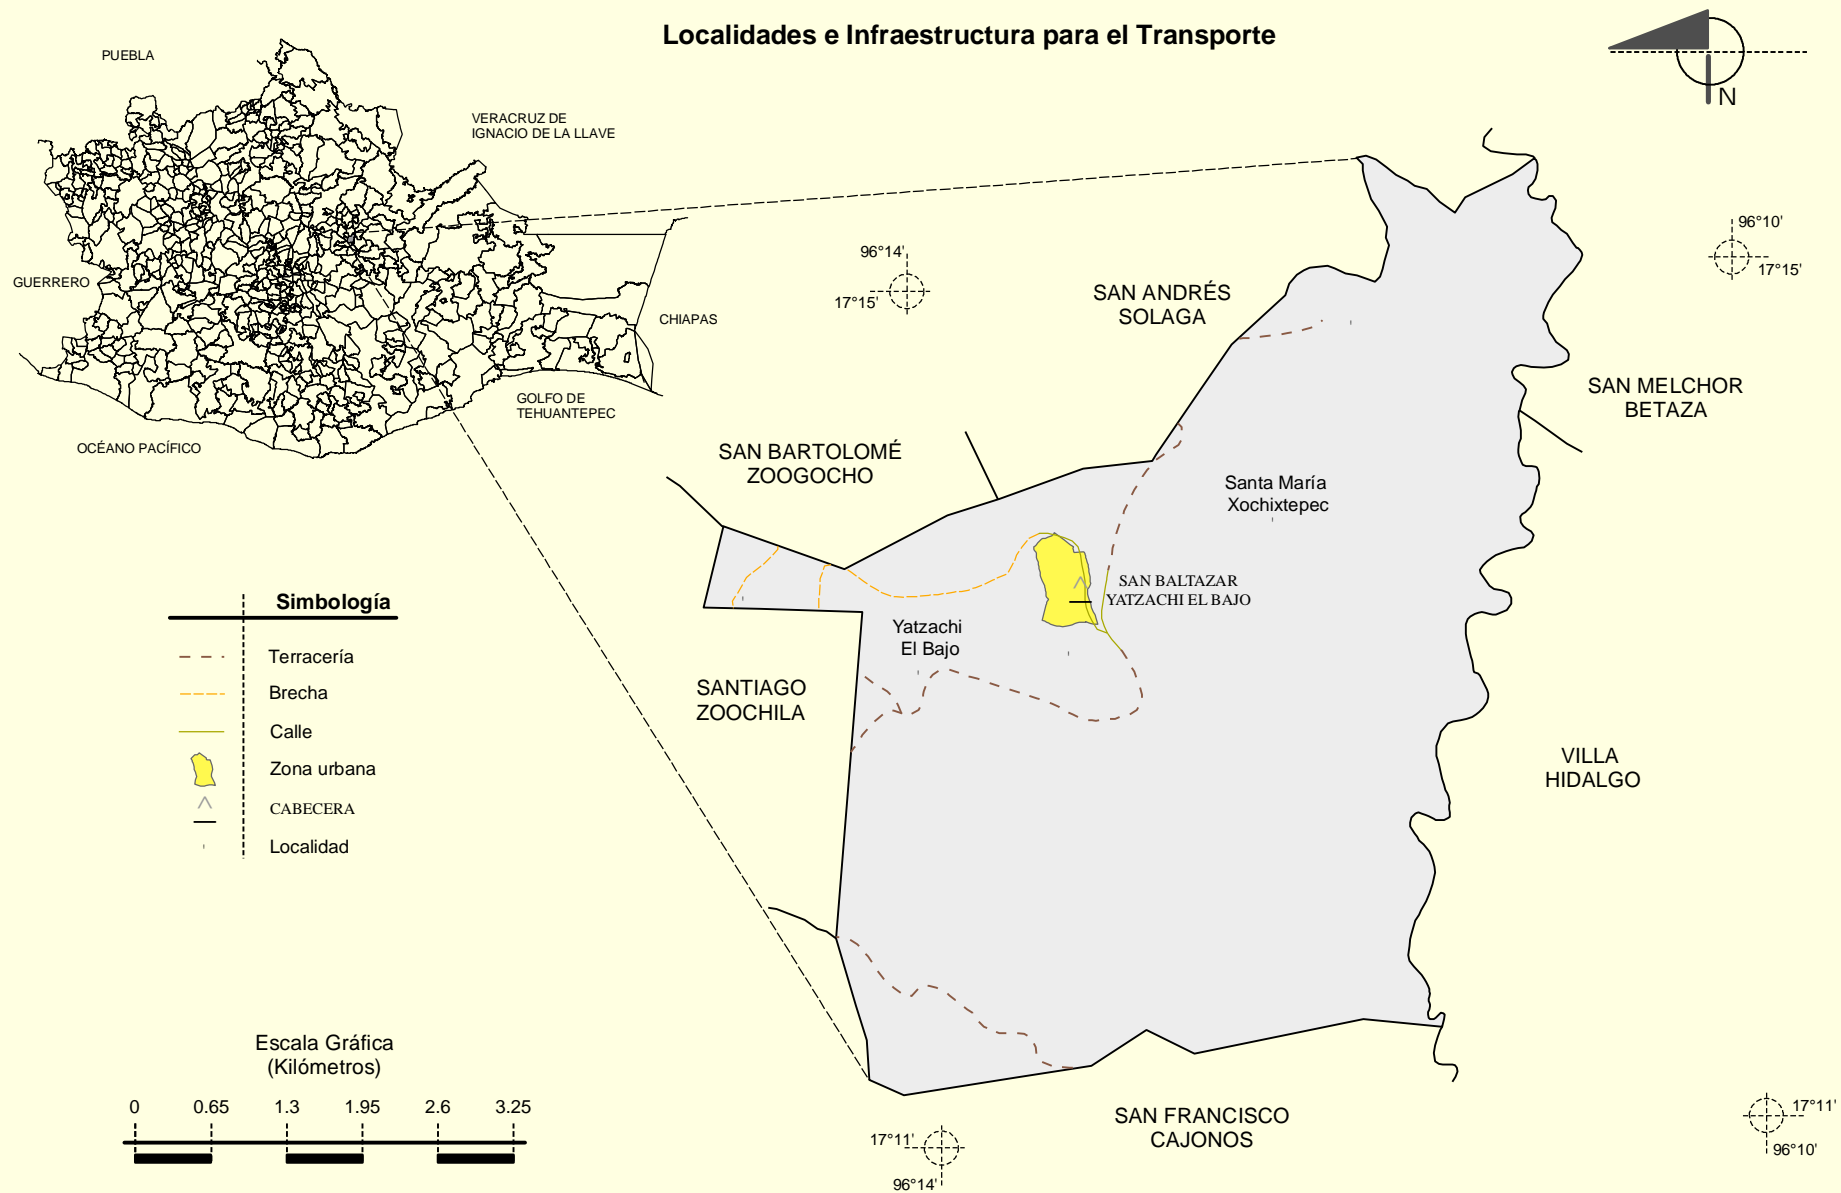 Localidades e Infraestructura para el Transporte
N
PUEBLA
VERACRUZ DE
IGNACIO DE LA LLAVE
GUERRERO
CHIAPAS
GOLFO DE
TEHUANTEPEC
OCÉANO PACÍFICO
96°14'
17°15'
96°10'
17°15'
SAN ANDRÉS
SOLAGA
SAN MELCHOR
BETAZA
SAN BARTOLOMÉ
ZOOGOCHO
Santa María
Xochixtepec
SAN BALTAZAR
YATZACHI EL BAJO
Yatzachi
El Bajo
SANTIAGO
ZOOCHILA
VILLA
HIDALGO
SAN FRANCISCO
CAJONOS
17°11'
96°14'
17°11'
96°10'
Simbología
Terracería
Brecha
Calle
Zona urbana
CABECERA
Localidad
Escala Gráfica
(Kilómetros)
0 0.65 1.3 1.95 2.6 3.25